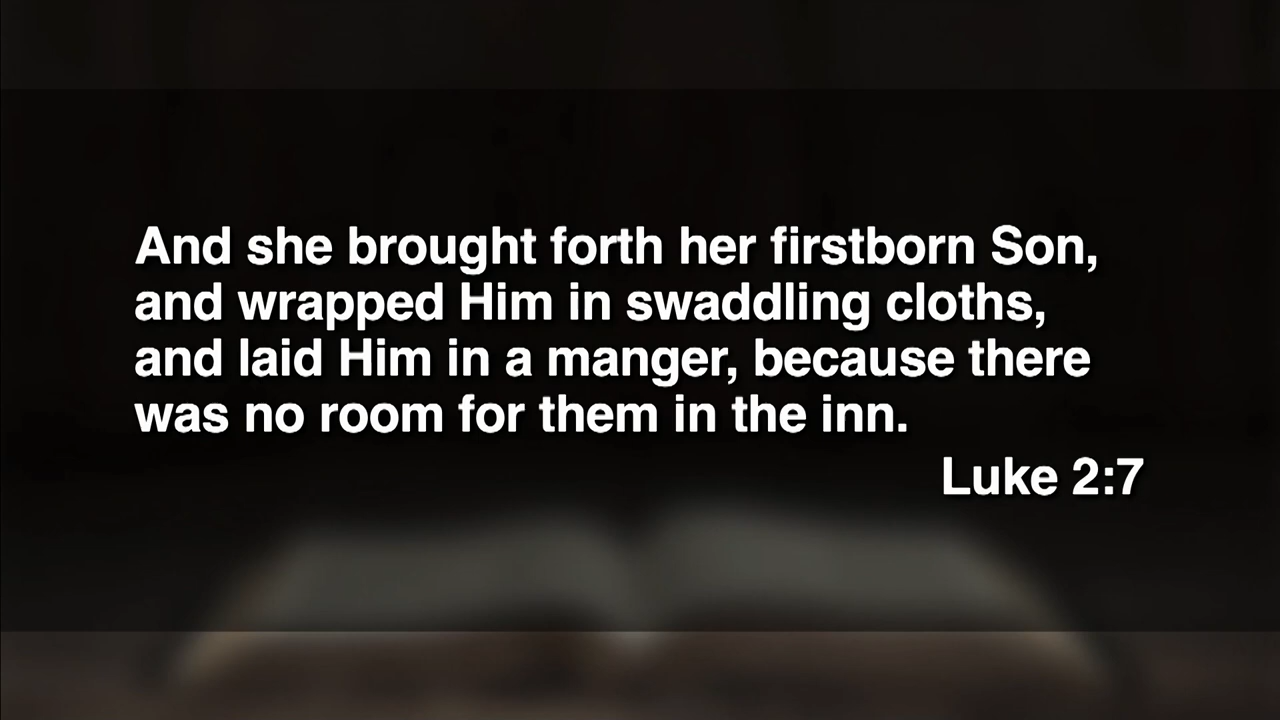 And she brought forth her firstborn Son,
and wrapped Him in swaddling cloths,
and laid Him in a manger, because there
was no room for them in the inn.
Luke 2:7